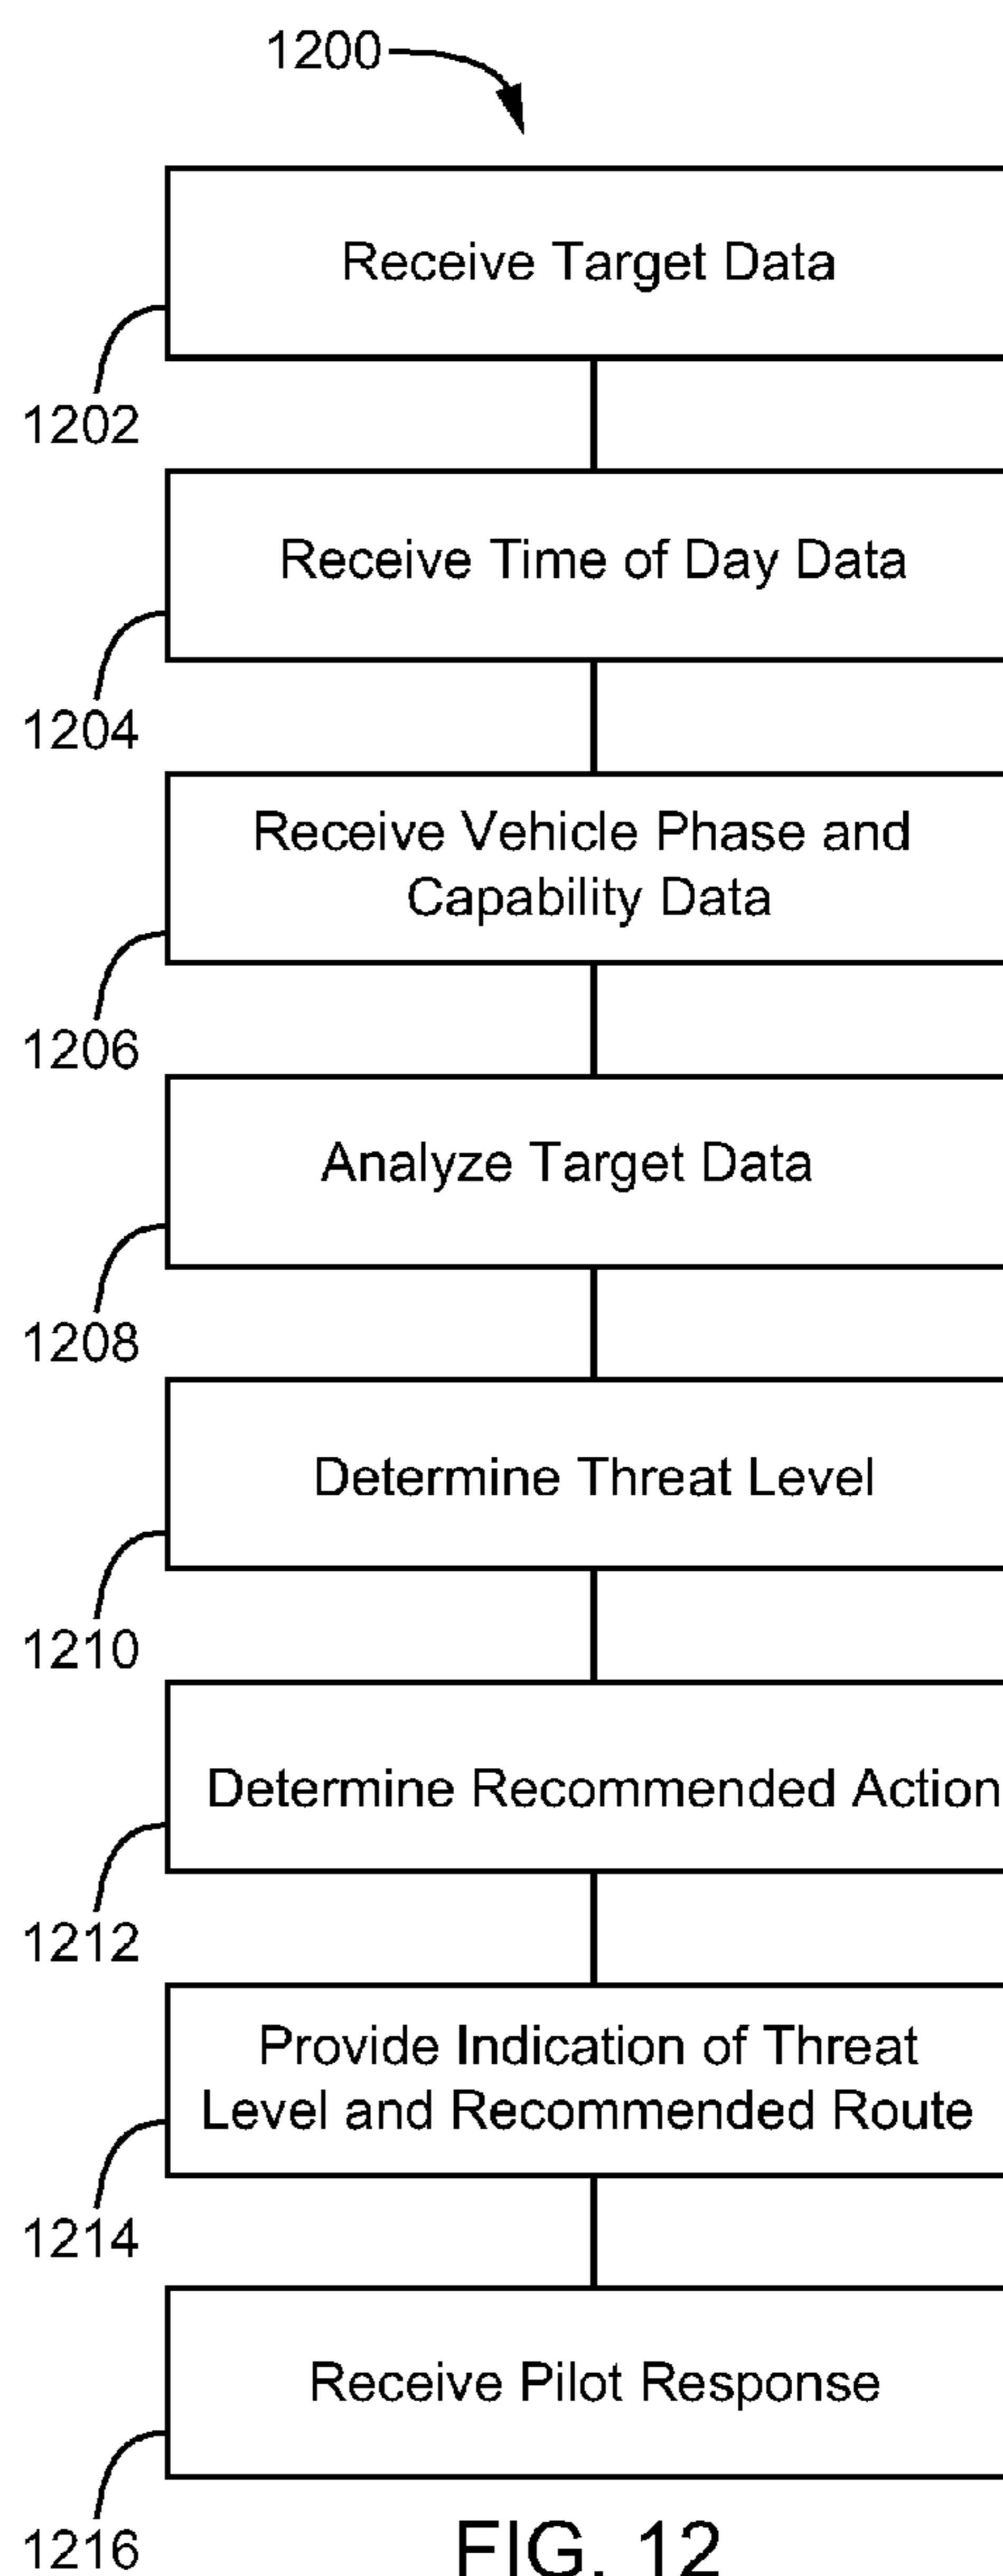 1200
Receive Target Data
1202
Receive Time of Day Data
1204
Receive Vehicle Phase and
Capability Data
1206
Analyze Target Data
1208
Determine Threat Level
1210
Determine Recommended Action
1212
Provide Indication of Threat
Level and Recommended Route
1214
Receive Pilot Response
1216
FIG. 12